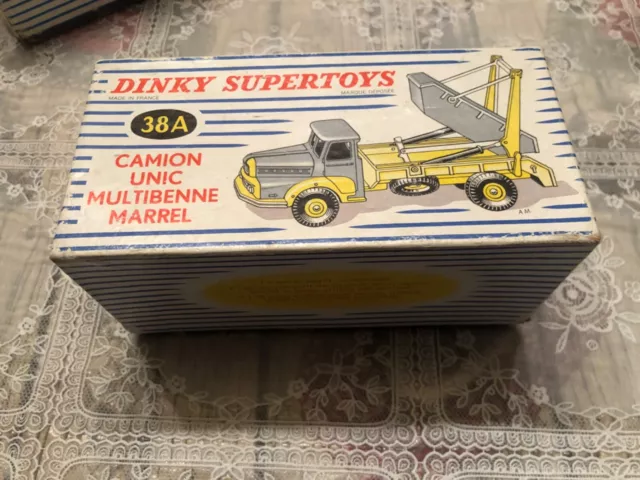 DINKY SUPERTOYS
MADE IN FRANCE
MARQUE DÉPOSÉE
38A
CAMION
UNIC
MULTIBENNE
MARREL
A.M.